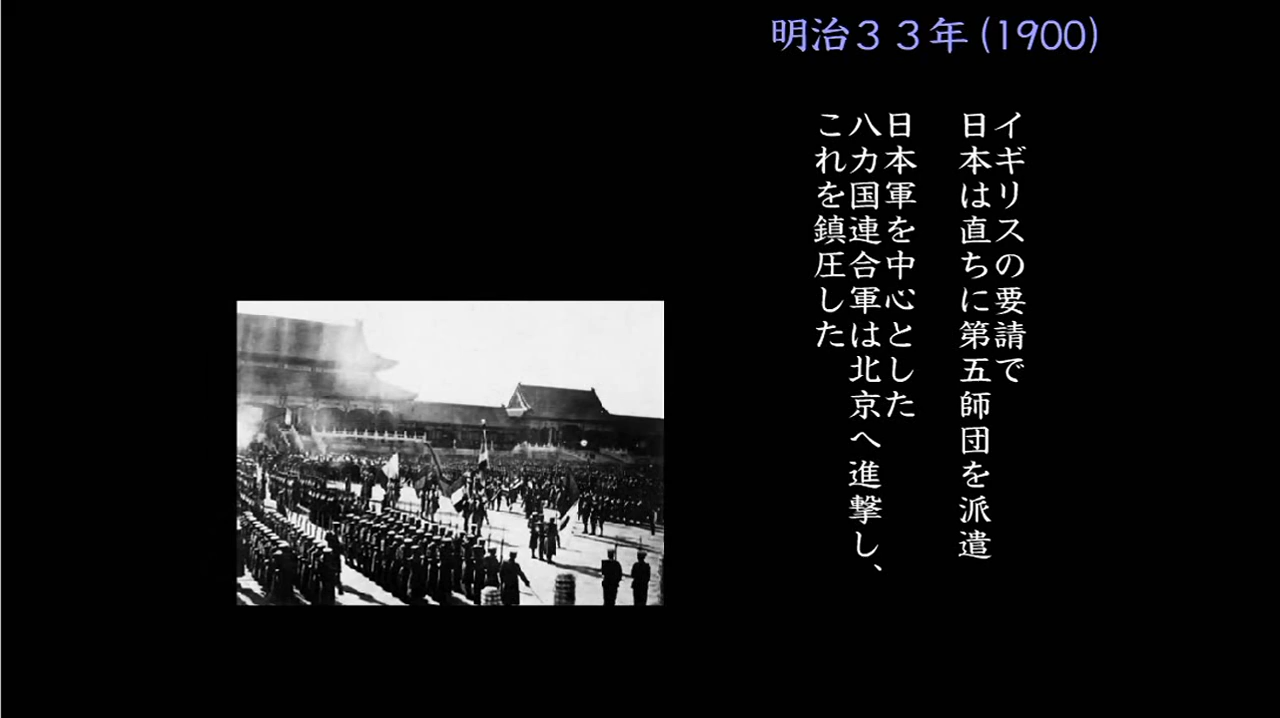 明治３３年(1900)
イギリスの要請で
日本は直ちに第五師団を派遣
日本軍を中心とした
八カ国連合軍は北京へ進撃し、
これを鎮圧した